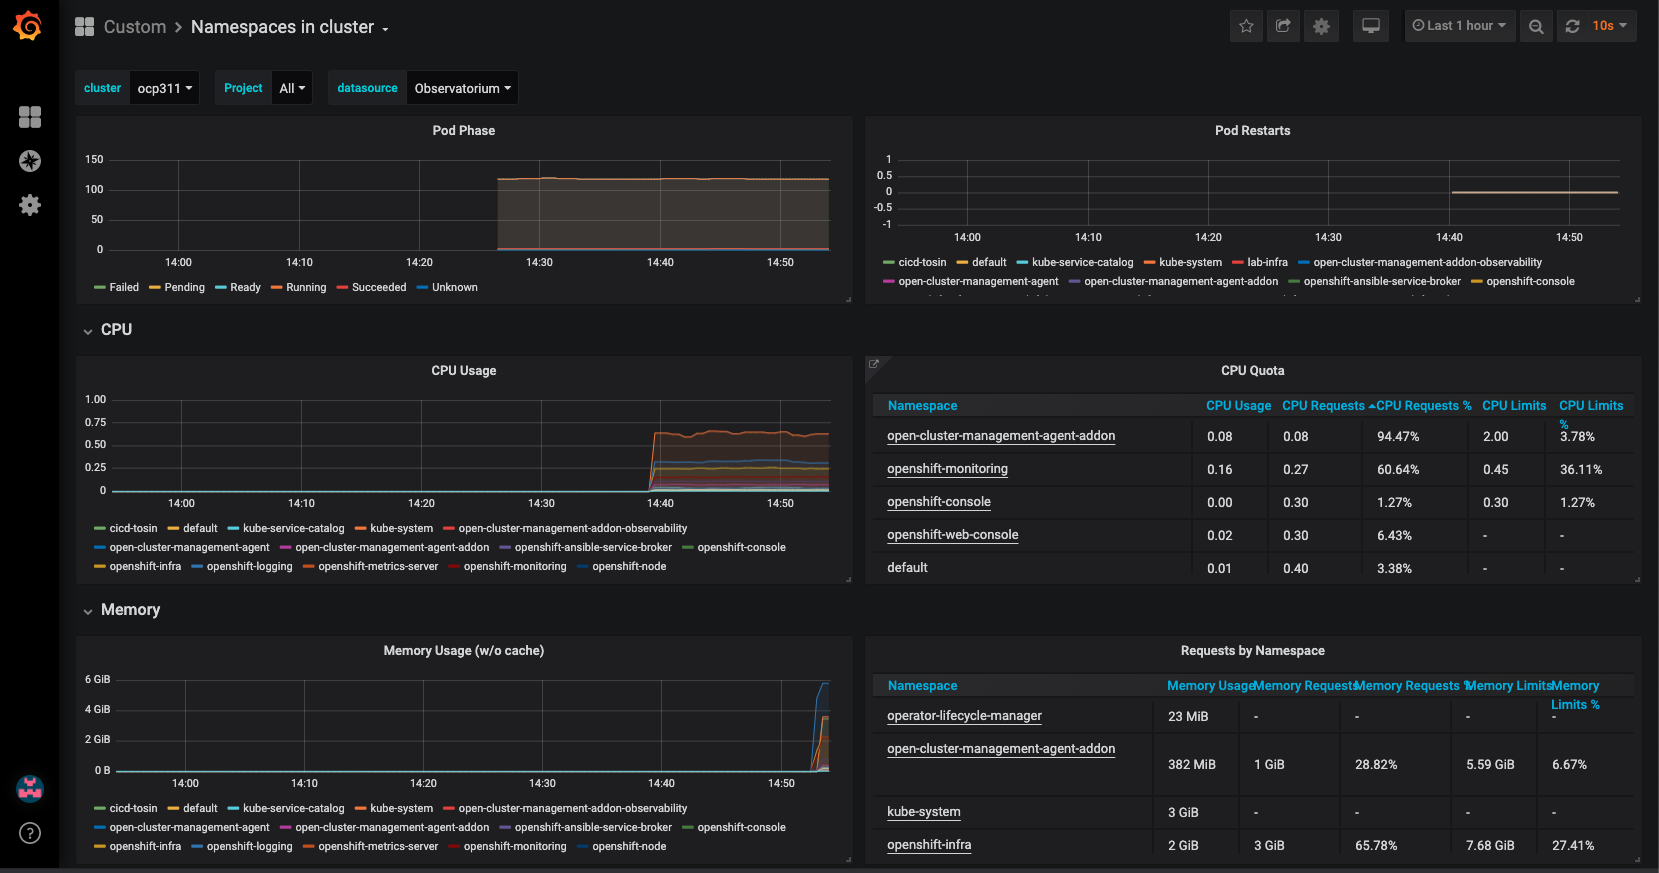 Custom > Namespaces in cluster
Last 1 hour
10s
cluster ocp311 Project All datasource Observatorium
Pod Phase
150
100
50
0
14:00 14:10 14:20 14:30 14:40 14:50
Failed Pending Ready Running Succeeded Unknown
Pod Restarts
1
0.5
0
-0.5
-1
14:00 14:10 14:20 14:30 14:40 14:50
cicd-tosin default kube-service-catalog kube-system lab-infra open-cluster-management-addon-observability
open-cluster-management-agent open-cluster-management-agent-addon openshift-ansible-service-broker openshift-console
CPU
CPU Usage
1.00
0.75
0.50
0.25
0
14:00 14:10 14:20 14:30 14:40 14:50
cicd-tosin default kube-service-catalog kube-system open-cluster-management-addon-observability
open-cluster-management-agent open-cluster-management-agent-addon openshift-ansible-service-broker openshift-console
openshift-infra openshift-logging openshift-metrics-server openshift-monitoring openshift-node
CPU Quota
Namespace CPU Usage CPU Requests CPU Requests % CPU Limits CPU Limits %
open-cluster-management-agent-addon 0.08 0.08 94.47% 2.00 3.78%
openshift-monitoring 0.16 0.27 60.64% 0.45 36.11%
openshift-console 0.00 0.30 1.27% 0.30 1.27%
openshift-web-console 0.02 0.30 6.43% - -
default 0.01 0.40 3.38% - -
Memory
Memory Usage (w/o cache)
6 GiB
4 GiB
2 GiB
0 B
14:00 14:10 14:20 14:30 14:40 14:50
cicd-tosin default kube-service-catalog kube-system open-cluster-management-addon-observability
open-cluster-management-agent open-cluster-management-agent-addon openshift-ansible-service-broker openshift-console
openshift-infra openshift-logging openshift-metrics-server openshift-monitoring openshift-node
Requests by Namespace
Namespace Memory Usage Memory Requests Memory Requests % Memory Limits Memory Limits %
operator-lifecycle-manager 23 MiB - - - -
open-cluster-management-agent-addon 382 MiB 1 GiB 28.82% 5.59 GiB 6.67%
kube-system 3 GiB - - - -
openshift-infra 2 GiB 3 GiB 65.78% 7.68 GiB 27.41%